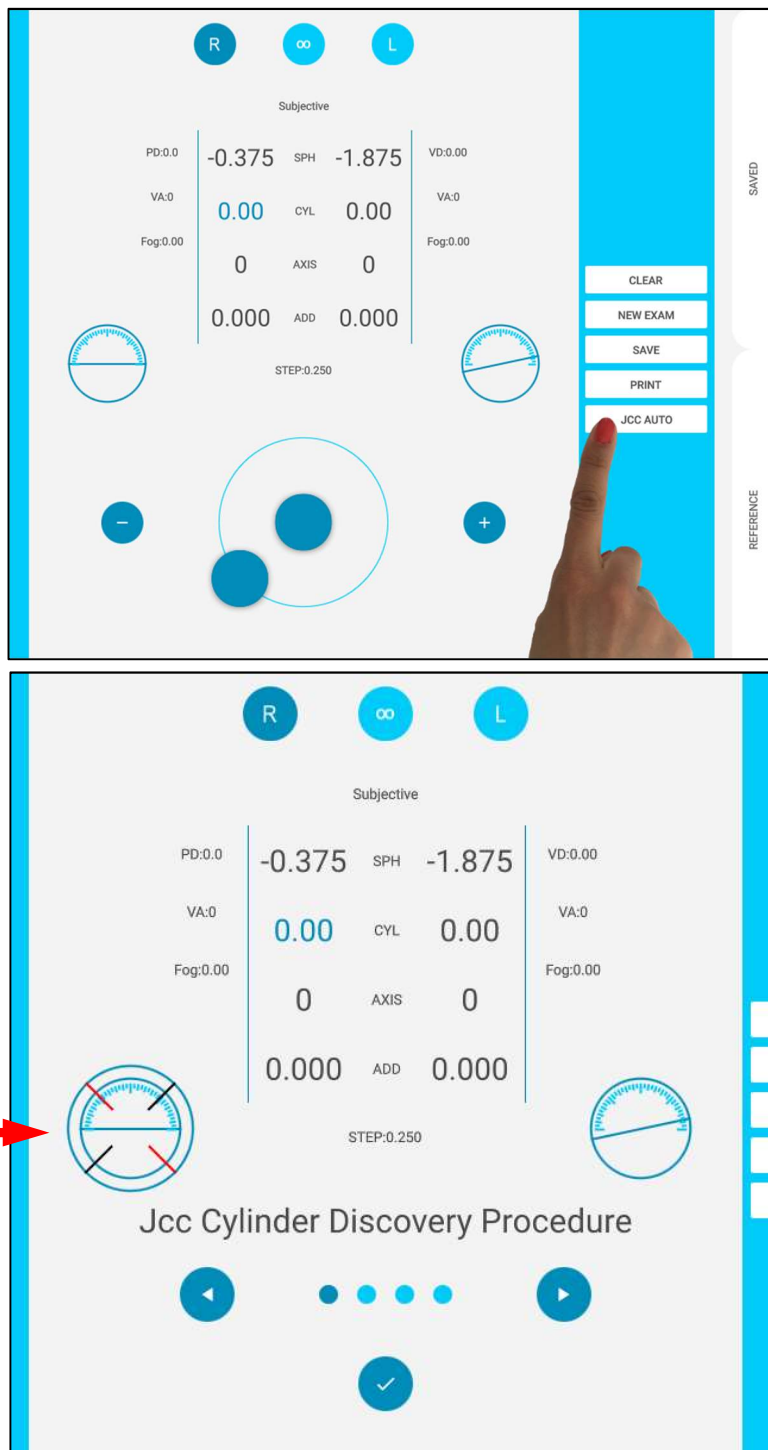 R ∞ L
Subjective
PD:0.0 -0.375 SPH -1.875 VD:0.00
VA:0 0.00 CYL 0.00 VA:0
Fog:0.00 Fog:0.00
0 AXIS 0
0.000 ADD 0.000
STEP:0.250
− +
CLEAR
NEW EXAM
SAVE
PRINT
JCC AUTO
SAVED
REFERENCE
R ∞ L
Subjective
PD:0.0 -0.375 SPH -1.875 VD:0.00
VA:0 0.00 CYL 0.00 VA:0
Fog:0.00 Fog:0.00
0 AXIS 0
0.000 ADD 0.000
STEP:0.250
Jcc Cylinder Discovery Procedure